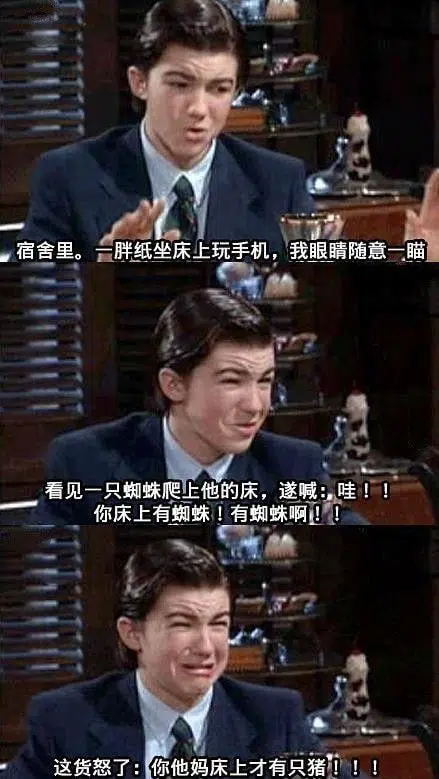 宿舍里。一胖纸坐床上玩手机，我眼睛随意一瞄
看见一只蜘蛛爬上他的床，遂喊：哇！！
你床上有蜘蛛！有蜘蛛啊！！
这货怒了：你他妈床上才有只猪！！！